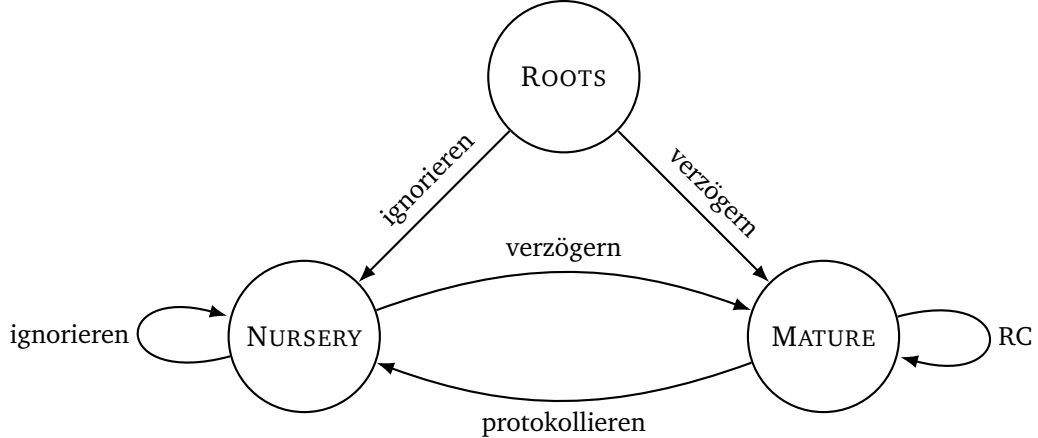 ROOTS
ignorieren
verzögern
verzögern
ignorieren
NURSERY
MATURE
RC
protokollieren